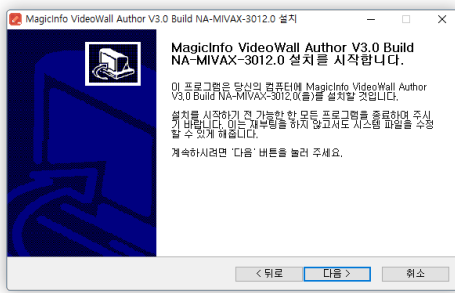 MagicInfo VideoWall Author V3.0 Build NA-MIVAX-3012.0 설치
MagicInfo VideoWall Author V3.0 Build
NA-MIVAX-3012.0 설치를 시작합니다.
이 프로그램은 당신의 컴퓨터에 MagicInfo VideoWall Author
V3.0 Build NA-MIVAX-3012.0(을)를 설치할 것입니다.
설치를 시작하기 전 가능한 한 모든 프로그램을 종료하여 주시
기 바랍니다. 이는 재부팅을 하지 않고서도 시스템 파일을 수정
할 수 있게 해줍니다.
계속하시려면 '다음' 버튼을 눌러 주세요.
< 뒤로
다음 >
취소